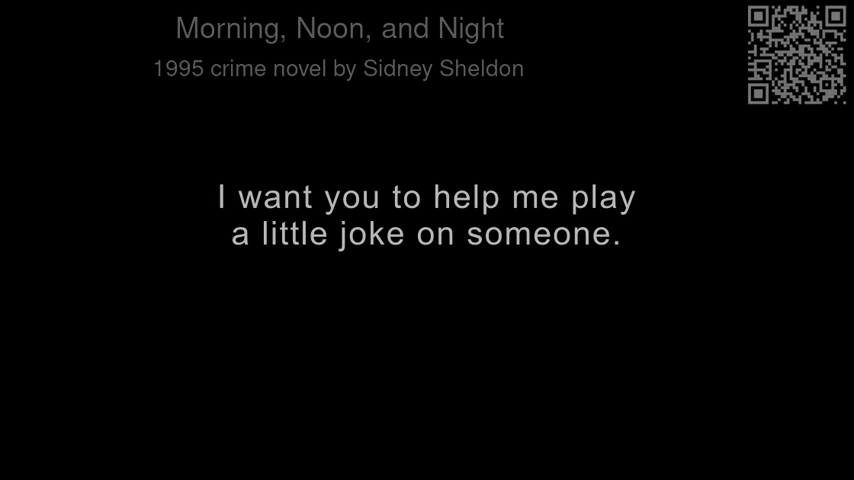 Morning, Noon, and Night
1995 crime novel by Sidney Sheldon
I want you to help me play
a little joke on someone.